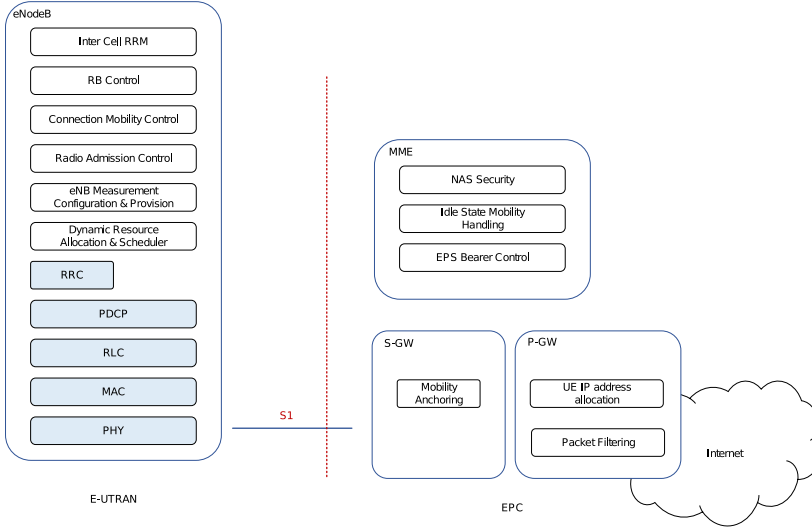 eNodeB
Inter Cell RRM
RB Control
Connection Mobility Control
Radio Admission Control
eNB Measurement
Configuration & Provision
Dynamic Resource
Allocation & Scheduler
RRC
PDCP
RLC
MAC
PHY
E-UTRAN
S1
MME
NAS Security
Idle State Mobility
Handling
EPS Bearer Control
S-GW
Mobility
Anchoring
P-GW
UE IP address
allocation
Packet Filtering
Internet
EPC